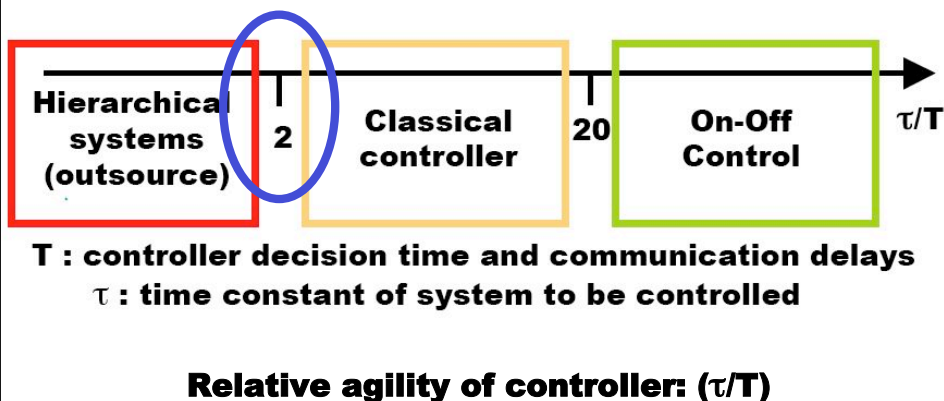 Hierarchical
systems
(outsource)
2
Classical
controller
20
On-Off
Control
τ/T
T : controller decision time and communication delays
τ : time constant of system to be controlled
Relative agility of controller: (τ/T)